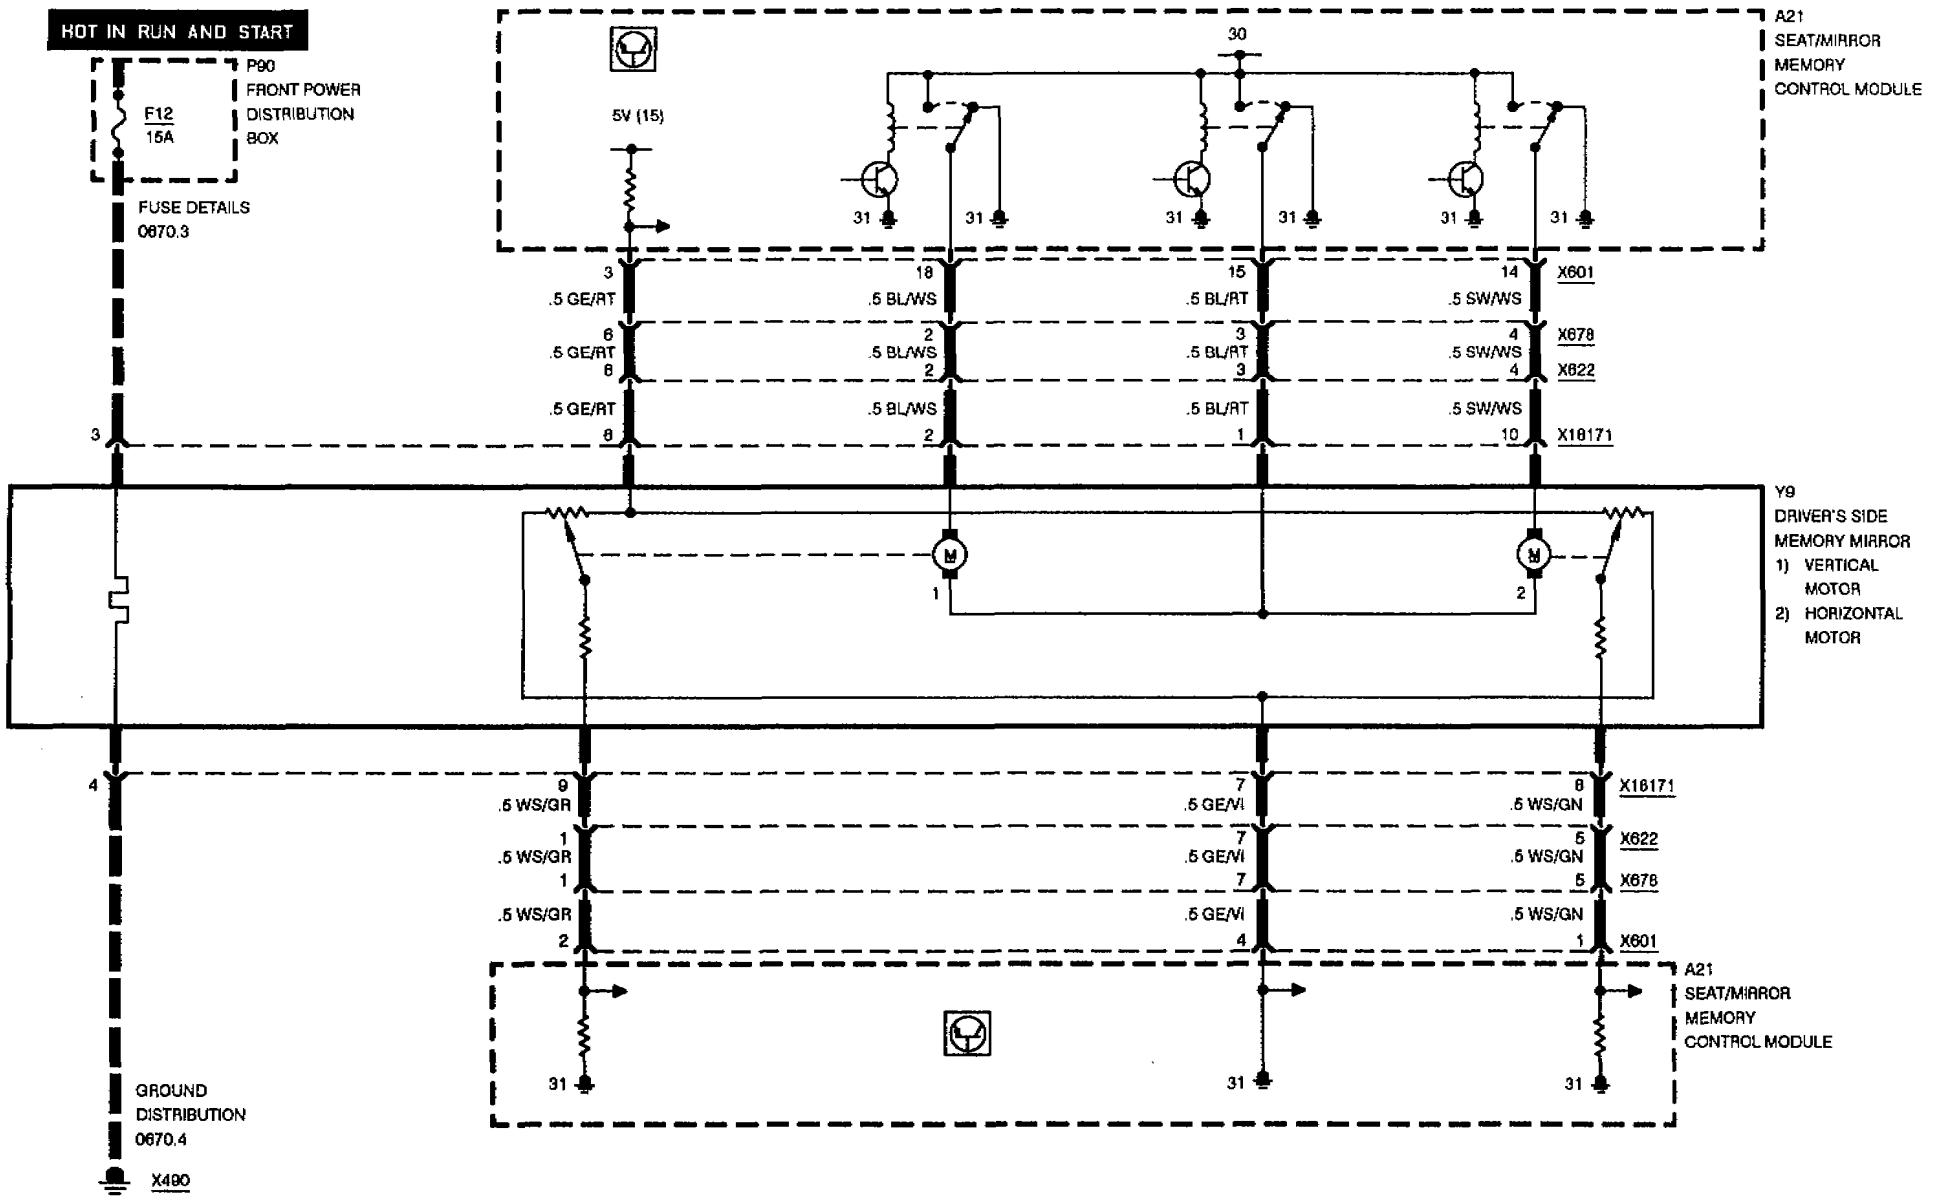 HOT IN RUN AND START
P90
FRONT POWER
DISTRIBUTION
BOX
F12
15A
FUSE DETAILS
0670.3
A21
SEAT/MIRROR
MEMORY
CONTROL MODULE
30
5V (15)
31 31 31 31 31 31
3 18 15 14 X601
.5 GE/RT .5 BL/WS .5 BL/RT .5 SW/WS
6 2 3 4 X678
.5 GE/RT .5 BL/WS .5 BL/RT .5 SW/WS
6 2 3 4 X622
.5 GE/RT .5 BL/WS .5 BL/RT .5 SW/WS
3 6 2 1 10 X18171
Y9
DRIVER'S SIDE
MEMORY MIRROR
1) VERTICAL
MOTOR
2) HORIZONTAL
MOTOR
M M
1 2
4 9 7 8 X18171
.5 WS/GR .5 GE/VI .5 WS/GN
1 7 5 X622
.5 WS/GR .5 GE/VI .5 WS/GN
1 7 5 X678
.5 WS/GR .5 GE/VI .5 WS/GN
2 4 1 X601
A21
SEAT/MIRROR
MEMORY
CONTROL MODULE
31 31 31
GROUND
DISTRIBUTION
0670.4
X490